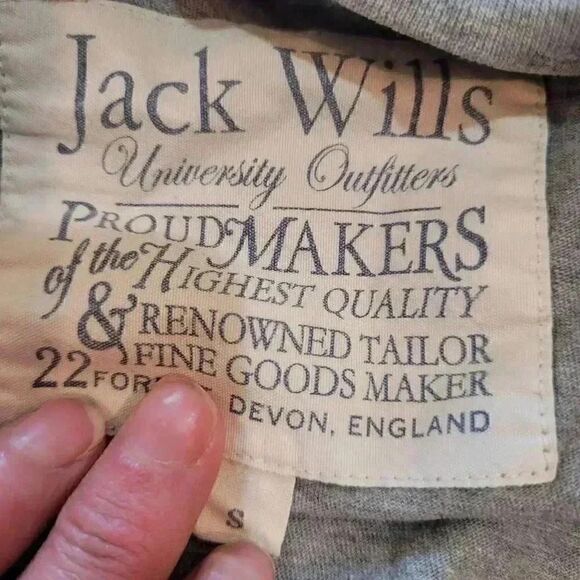 Jack Wills
University Outfitters
PROUD MAKERS
of the HIGHEST QUALITY
& RENOWNED TAILOR
FINE GOODS MAKER
22 DEVON, ENGLAND
S